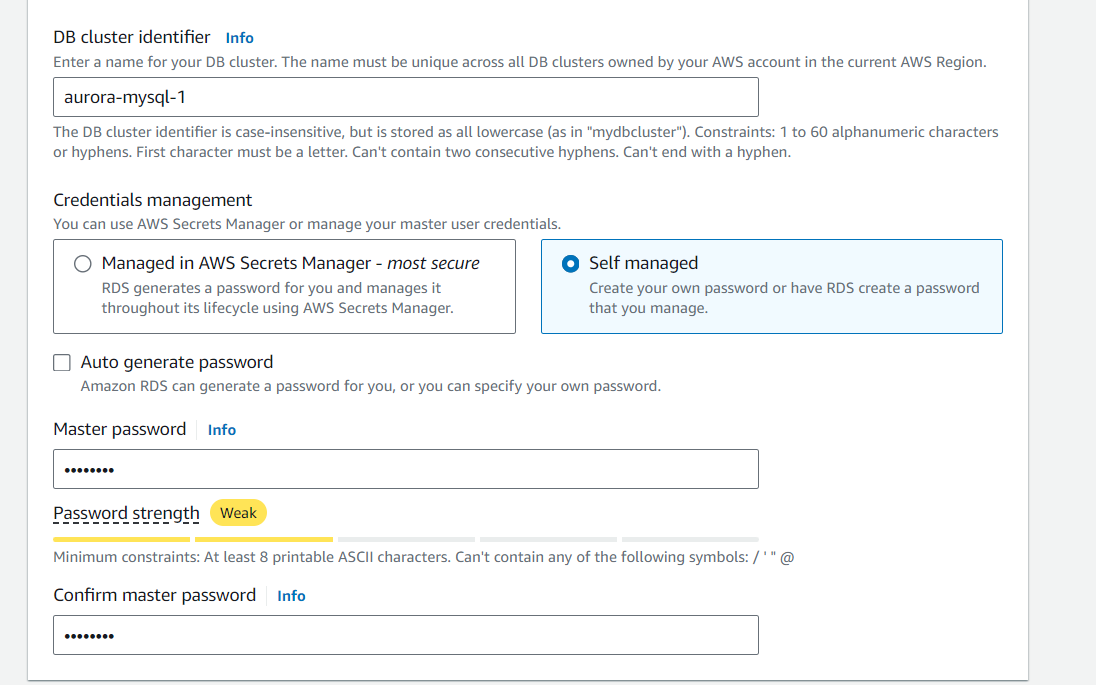 DB cluster identifier Info
Enter a name for your DB cluster. The name must be unique across all DB clusters owned by your AWS account in the current AWS Region.
aurora-mysql-1
The DB cluster identifier is case-insensitive, but is stored as all lowercase (as in "mydbcluster"). Constraints: 1 to 60 alphanumeric characters
or hyphens. First character must be a letter. Can't contain two consecutive hyphens. Can't end with a hyphen.
Credentials management
You can use AWS Secrets Manager or manage your master user credentials.
Managed in AWS Secrets Manager - most secure
RDS generates a password for you and manages it
throughout its lifecycle using AWS Secrets Manager.
Self managed
Create your own password or have RDS create a password
that you manage.
Auto generate password
Amazon RDS can generate a password for you, or you can specify your own password.
Master password Info
••••••••
Password strength Weak
Minimum constraints: At least 8 printable ASCII characters. Can't contain any of the following symbols: / ' " @
Confirm master password Info
••••••••